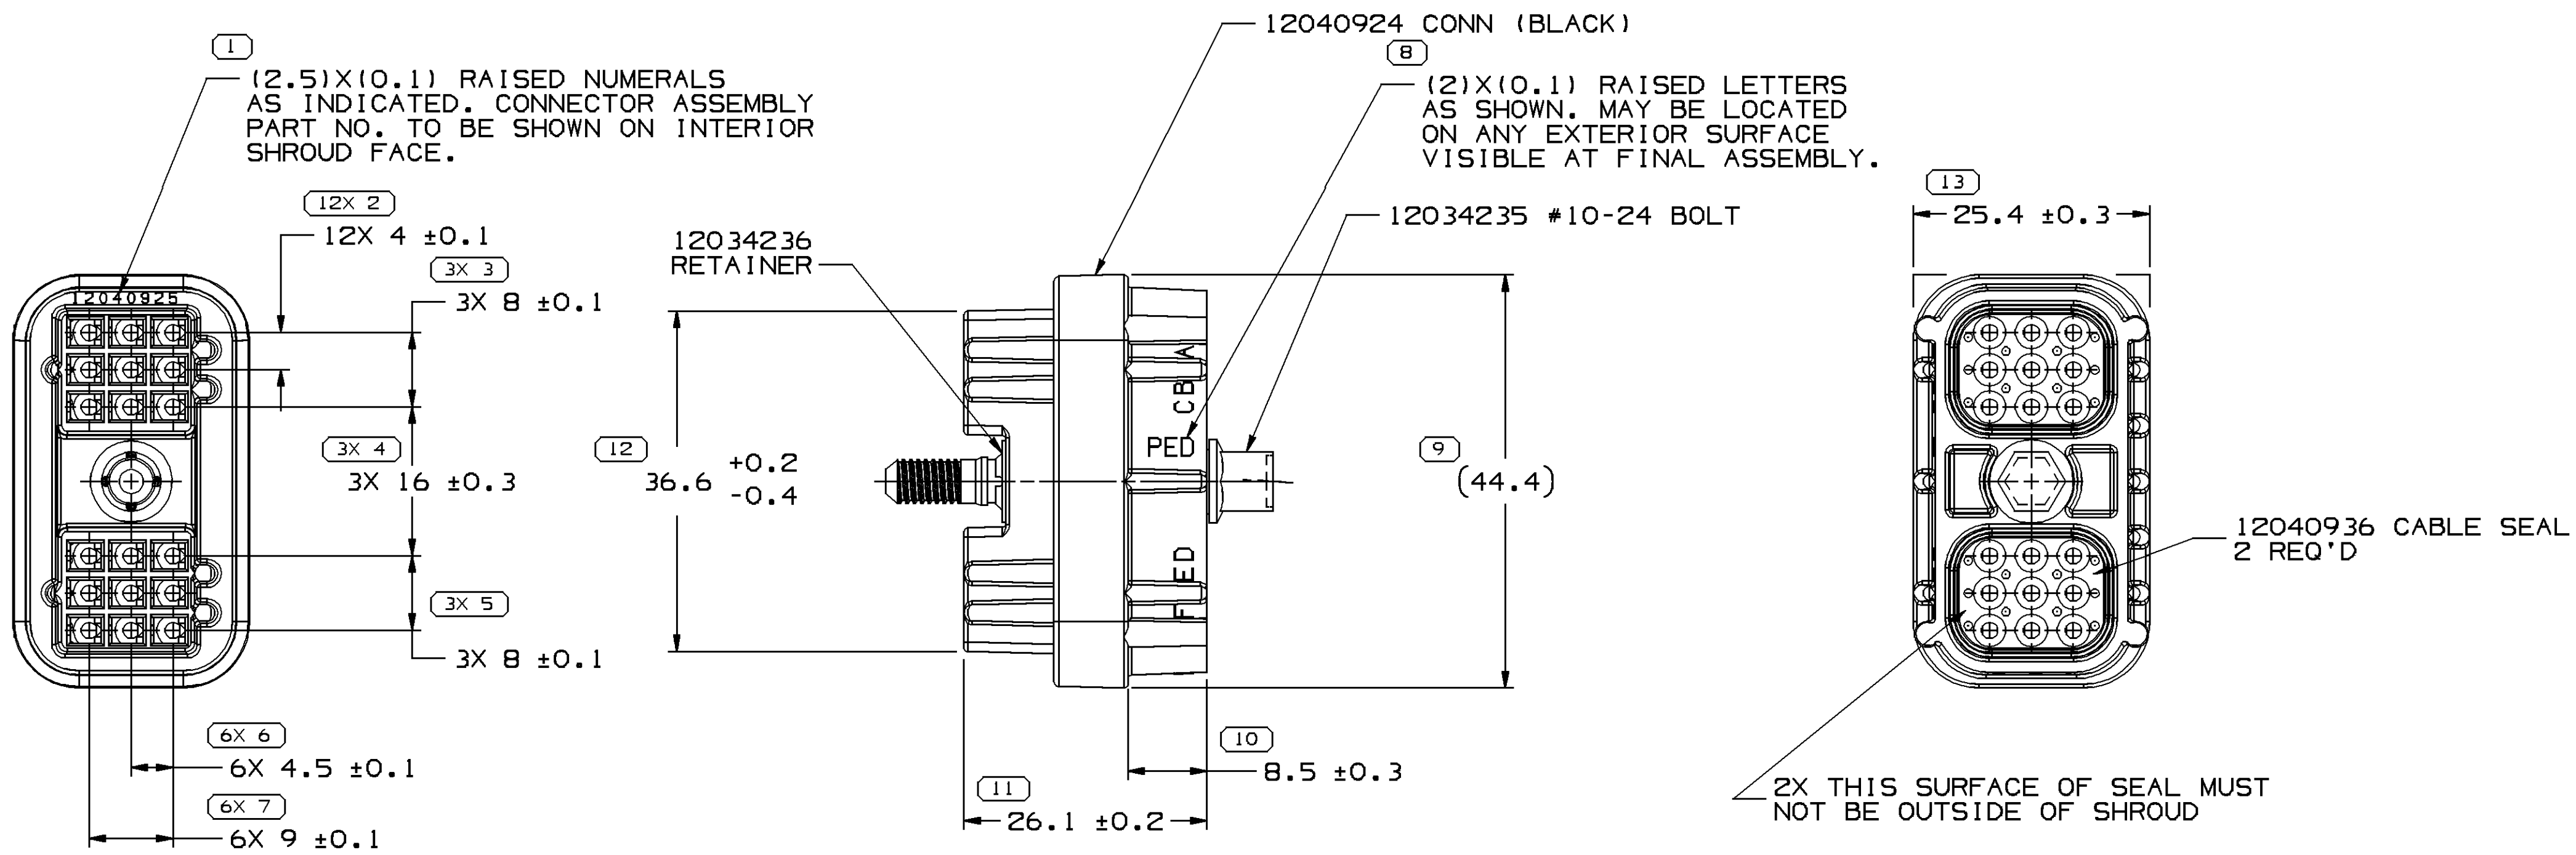 1
(2.5)X(0.1) RAISED NUMERALS
AS INDICATED. CONNECTOR ASSEMBLY
PART NO. TO BE SHOWN ON INTERIOR
SHROUD FACE.
12X 2
12X 4 ±0.1
3X 3
3X 8 ±0.1
12040925
3X 4
3X 16 ±0.3
3X 5
3X 8 ±0.1
6X 6
6X 4.5 ±0.1
6X 7
6X 9 ±0.1
12040924 CONN (BLACK)
8
(2)X(0.1) RAISED LETTERS
AS SHOWN. MAY BE LOCATED
ON ANY EXTERIOR SURFACE
VISIBLE AT FINAL ASSEMBLY.
12034235 #10-24 BOLT
12034236
RETAINER
12
36.6 +0.2
-0.4
A
CB
PED
F ED
9
(44.4)
10
8.5 ±0.3
11
26.1 ±0.2
13
25.4 ±0.3
12040936 CABLE SEAL
2 REQ'D
2X THIS SURFACE OF SEAL MUST
NOT BE OUTSIDE OF SHROUD